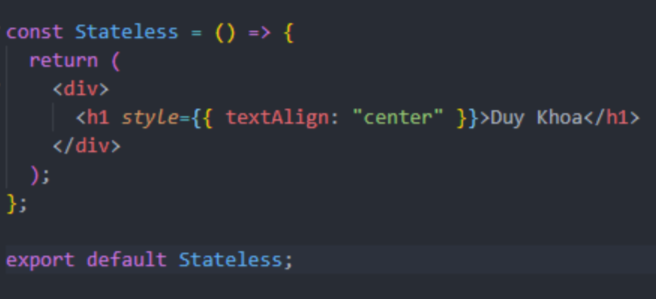 const Stateless = () => {
return (
<div>
<h1 style={{ textAlign: "center" }}>Duy Khoa</h1>
</div>
);
};
export default Stateless;